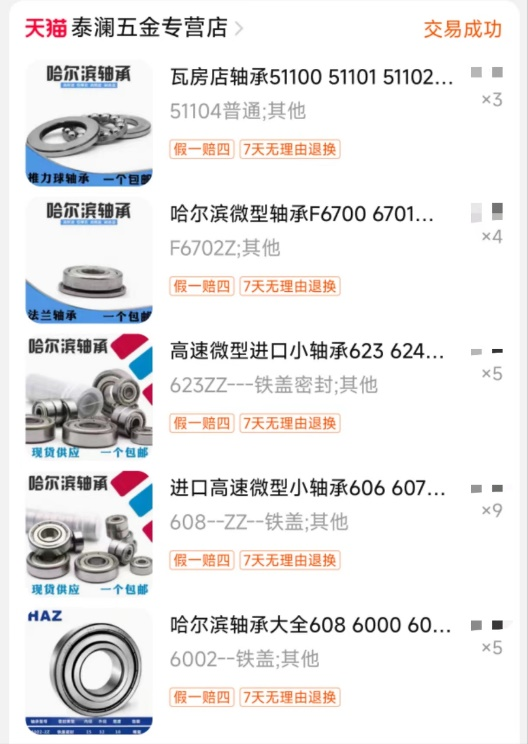 天猫 泰澜五金专营店 交易成功
哈尔滨轴承
推力球轴承 一个包邮
瓦房店轴承51100 51101 51102...
×3
51104普通;其他
假一赔四 7天无理由退换
哈尔滨轴承
法兰轴承 一个包邮
哈尔滨微型轴承F6700 6701...
×4
F6702Z;其他
假一赔四 7天无理由退换
哈尔滨轴承
现货供应 一个包邮
高速微型进口小轴承623 624...
×5
623ZZ---铁盖密封;其他
假一赔四 7天无理由退换
哈尔滨轴承
现货供应 一个包邮
进口高速微型小轴承606 607...
×9
608--ZZ--铁盖;其他
假一赔四 7天无理由退换
HAZ
哈尔滨轴承大全608 6000 60...
×5
6002--铁盖;其他
假一赔四 7天无理由退换